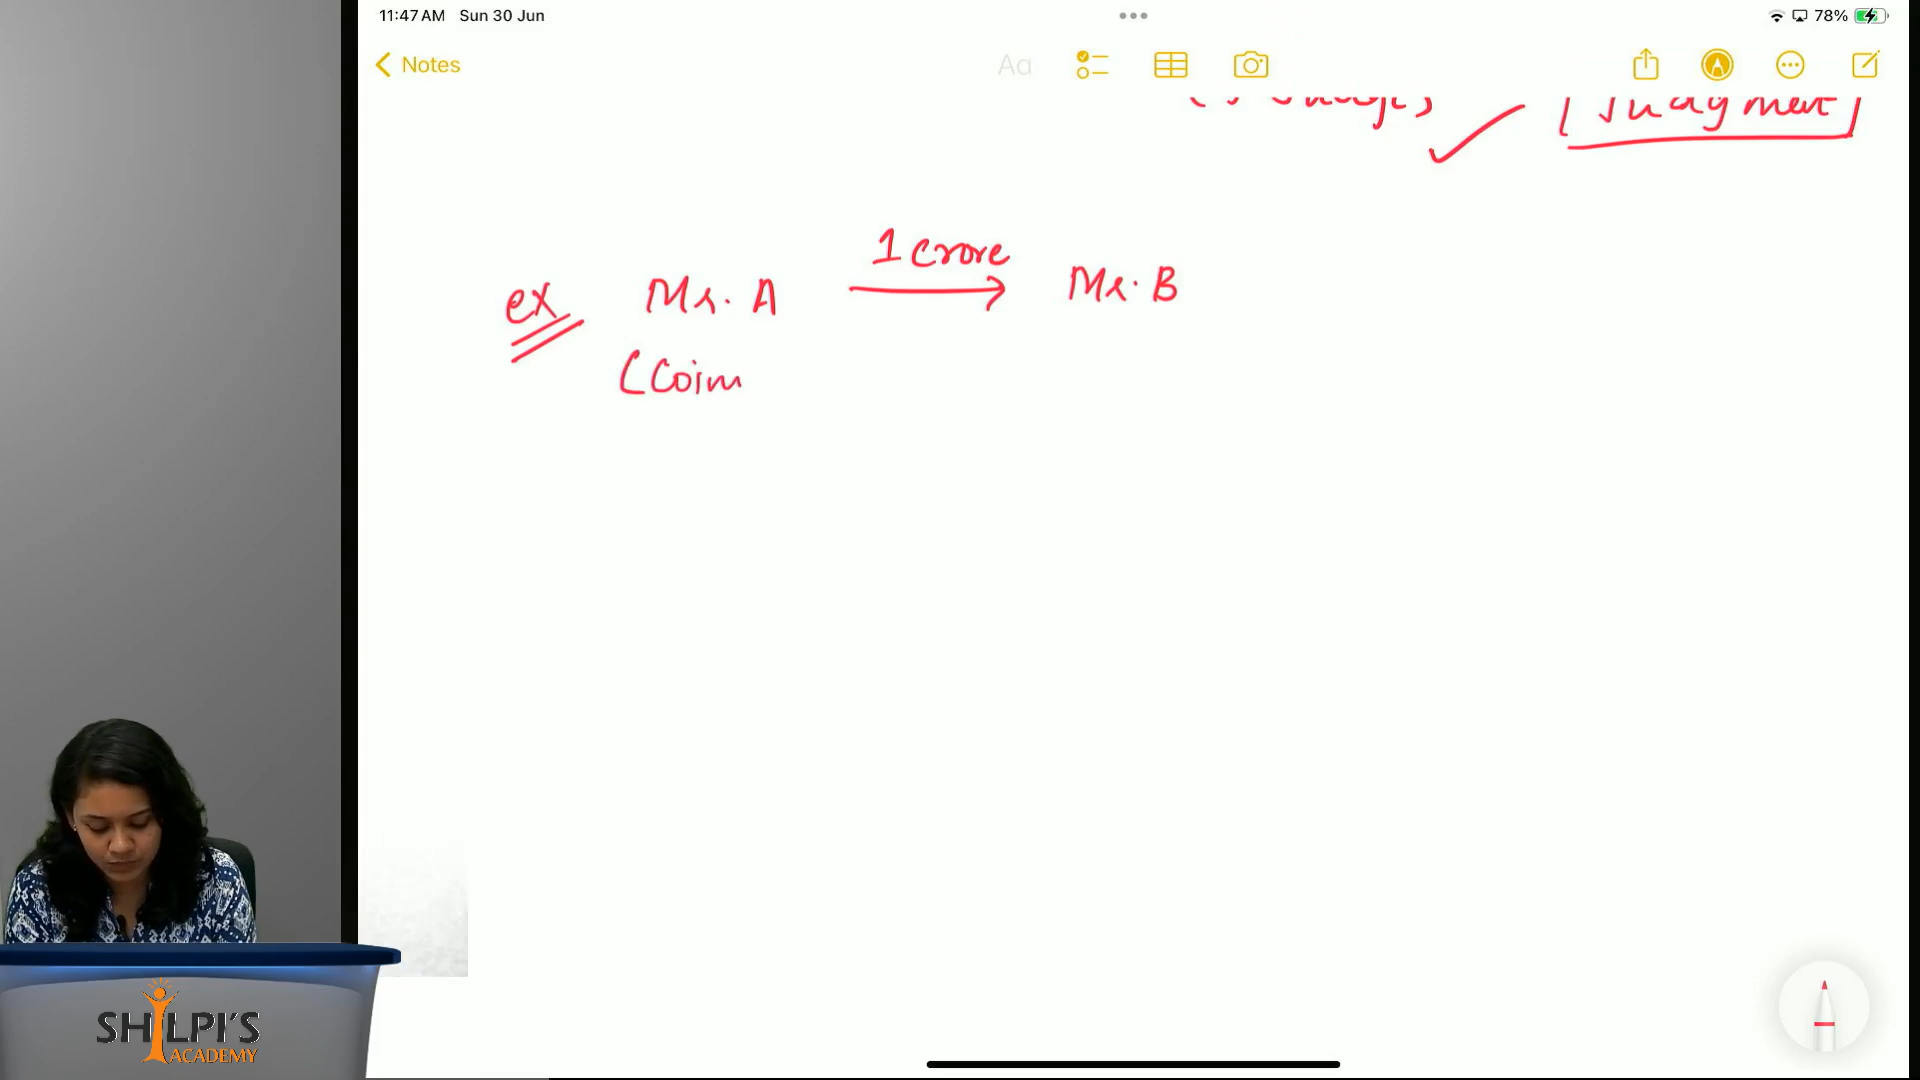 11:47 AM Sun 30 Jun
78%
Notes
Aa
[Judgment]
1 crore
ex Mr. A → Mr. B
(Coim
SHILPI'S
ACADEMY